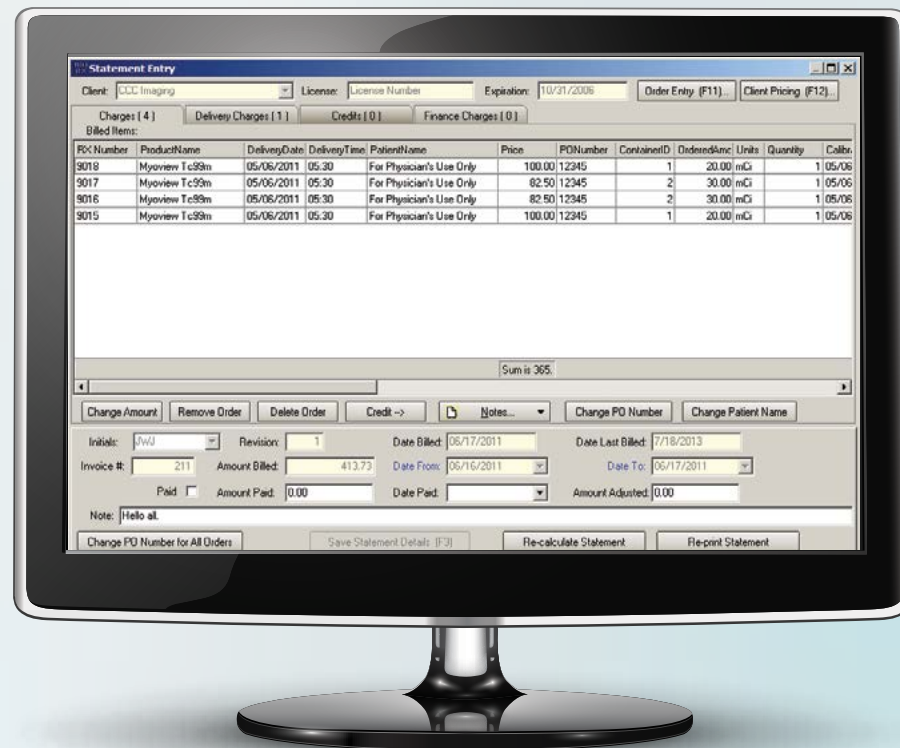 Statement Entry
Client: CCC Imaging License: License Number Expiration: 10/31/2006 Order Entry (F11)... Client Pricing (F12)...
Charges [ 4 ] Delivery Charges [ 1 ] Credits [ 0 ] Finance Charges [ 0 ]
Billed Items:
RX Number ProductName DeliveryDate DeliveryTime PatientName Price PONumber ContainerID OrderedAmc Units Quantity Calibr
9018 Myoview Tc99m 05/06/2011 05:30 For Physician's Use Only 100.00 12345 1 20.00 mCi 1 05/06
9017 Myoview Tc99m 05/06/2011 05:30 For Physician's Use Only 82.50 12345 2 30.00 mCi 1 05/06
9016 Myoview Tc99m 05/06/2011 05:30 For Physician's Use Only 82.50 12345 2 30.00 mCi 1 05/06
9015 Myoview Tc99m 05/06/2011 05:30 For Physician's Use Only 100.00 12345 1 20.00 mCi 1 05/06
Sum is 365.
Change Amount Remove Order Delete Order Credit --> Notes... Change PO Number Change Patient Name
Initials: JWJ Revision: 1 Date Billed: 06/17/2011 Date Last Billed: 7/18/2013
Invoice #: 211 Amount Billed: 413.73 Date From: 06/16/2011 Date To: 06/17/2011
Paid Amount Paid: 0.00 Date Paid: Amount Adjusted: 0.00
Note: Hello all.
Change PO Number for All Orders Save Statement Details (F3) Re-calculate Statement Re-print Statement